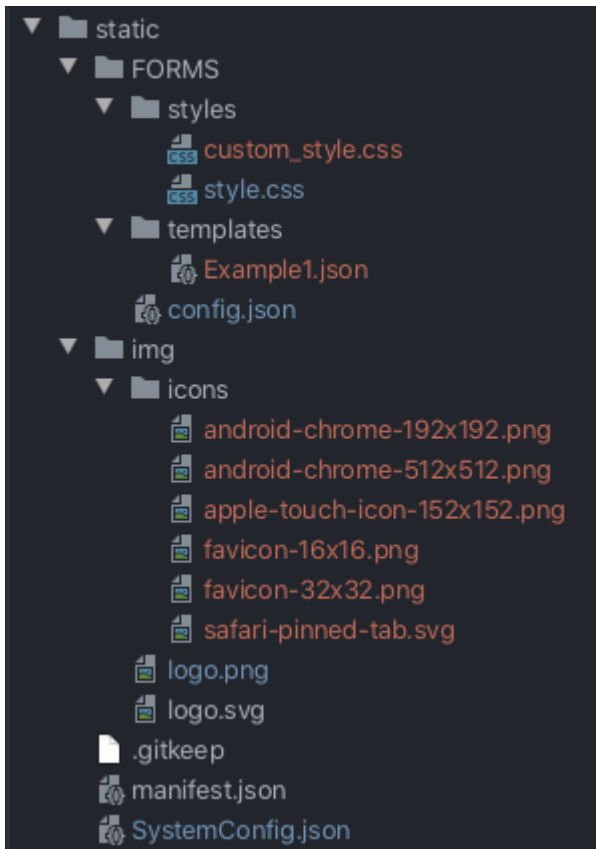 static
FORMS
styles
CSS custom_style.css
CSS style.css
templates
Example1.json
config.json
img
icons
android-chrome-192x192.png
android-chrome-512x512.png
apple-touch-icon-152x152.png
favicon-16x16.png
favicon-32x32.png
safari-pinned-tab.svg
logo.png
logo.svg
.gitkeep
manifest.json
SystemConfig.json